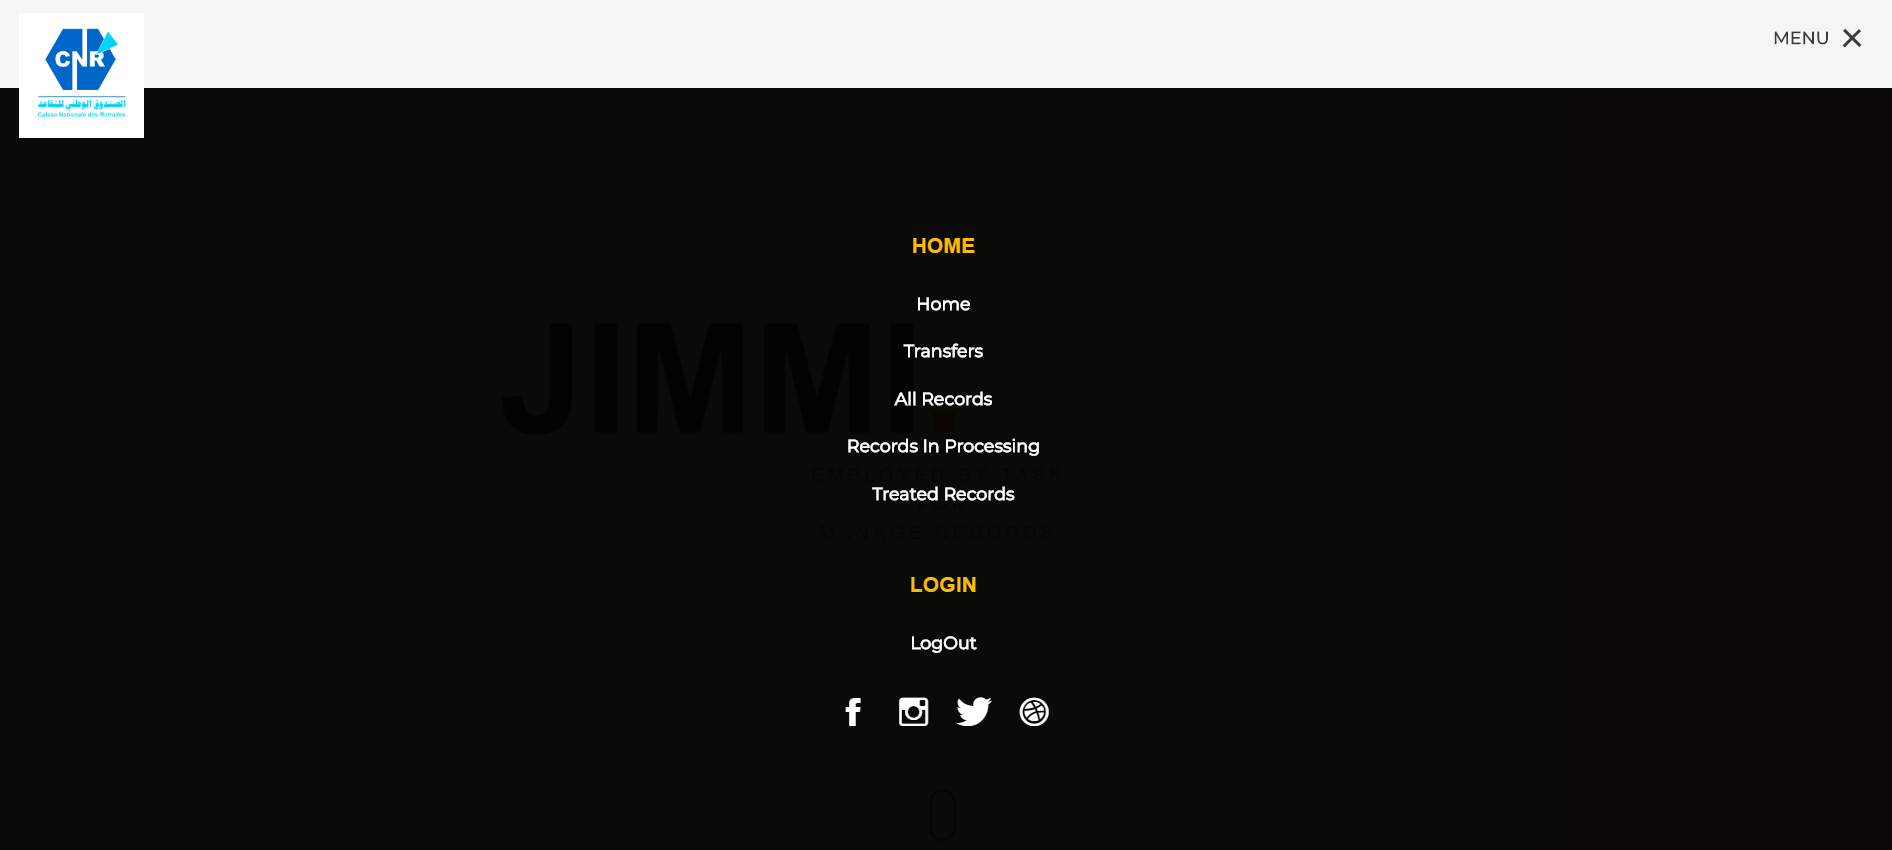 CNR
الصندوق الوطني للتقاعد
Caisse Nationale des Retraites
MENU
HOME
Home
Transfers
All Records
Records In Processing
Treated Records
JIMMI.
EMPLOYED BY TASK
FOR
MANAGE RECORDS
LOGIN
LogOut